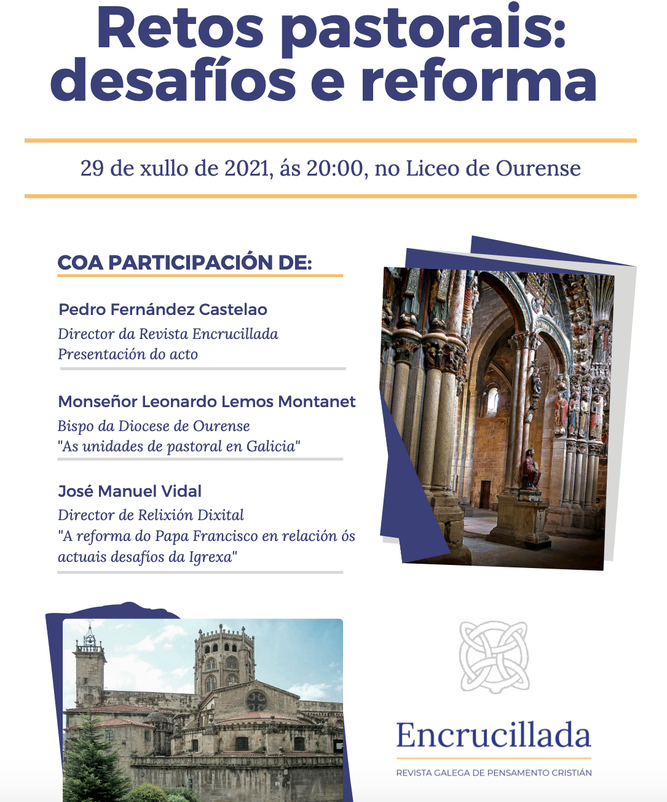 Retos pastorais:
desafíos e reforma
29 de xullo de 2021, ás 20:00, no Liceo de Ourense
COA PARTICIPACIÓN DE:
Pedro Fernández Castelao
Director da Revista Encrucillada
Presentación do acto
Monseñor Leonardo Lemos Montanet
Bispo da Diocese de Ourense
"As unidades de pastoral en Galicia"
José Manuel Vidal
Director de Relixión Dixital
"A reforma do Papa Francisco en relación ós
actuais desafíos da Igrexa"
Encrucillada
REVISTA GALEGA DE PENSAMENTO CRISTIÁN